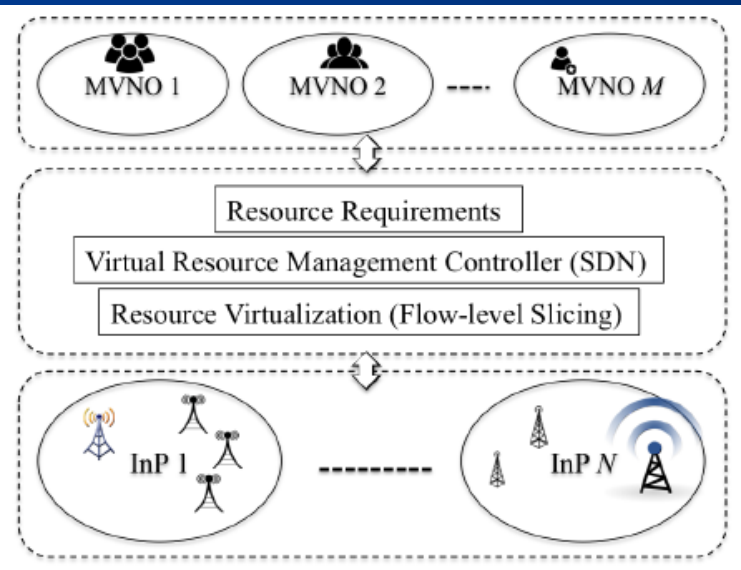 MVNO 1
MVNO 2
MVNO M
Resource Requirements
Virtual Resource Management Controller (SDN)
Resource Virtualization (Flow-level Slicing)
InP 1
InP N